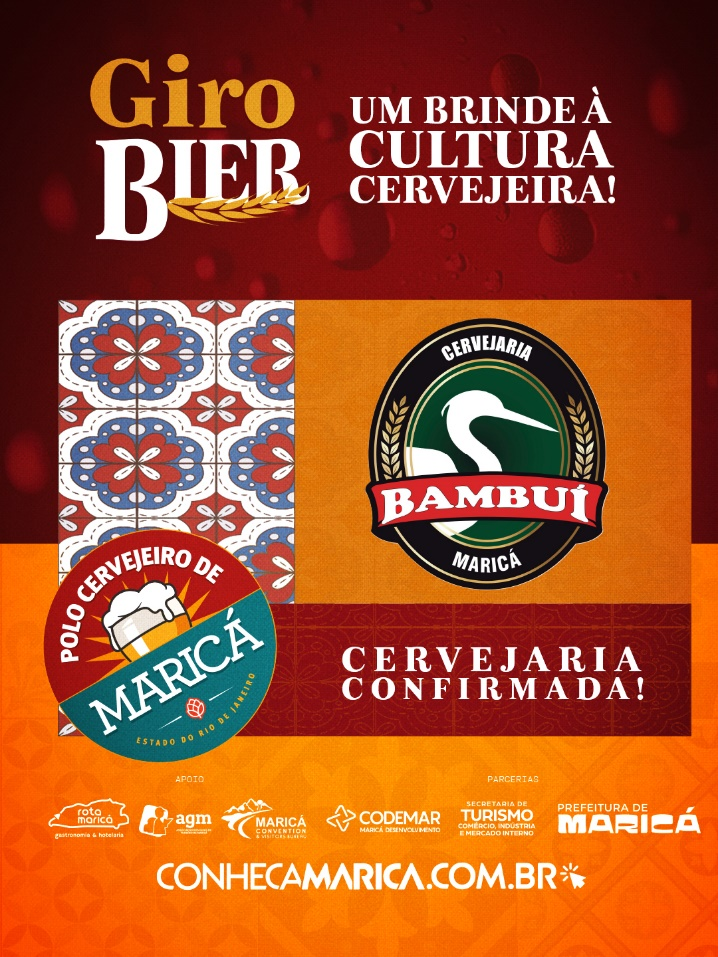 Giro
BIER
UM BRINDE À
CULTURA
CERVEJEIRA!
CERVEJARIA
BAMBUÍ
MARICÁ
POLO CERVEJEIRO DE
MARICÁ
ESTADO DO RIO DE JANEIRO
CERVEJARIA
CONFIRMADA!
APOIO
PARCERIAS
rota
maricá
gastronomia & hotelaria
agm
MARICÁ
CONVENTION
& VISITORS BUREAU
CODEMAR
MARICÁ DESENVOLVIMENTO
SECRETARIA DE
TURISMO
COMÉRCIO, INDÚSTRIA
E MERCADO INTERNO
PREFEITURA DE
MARICÁ
CONHECAMARICA.COM.BR